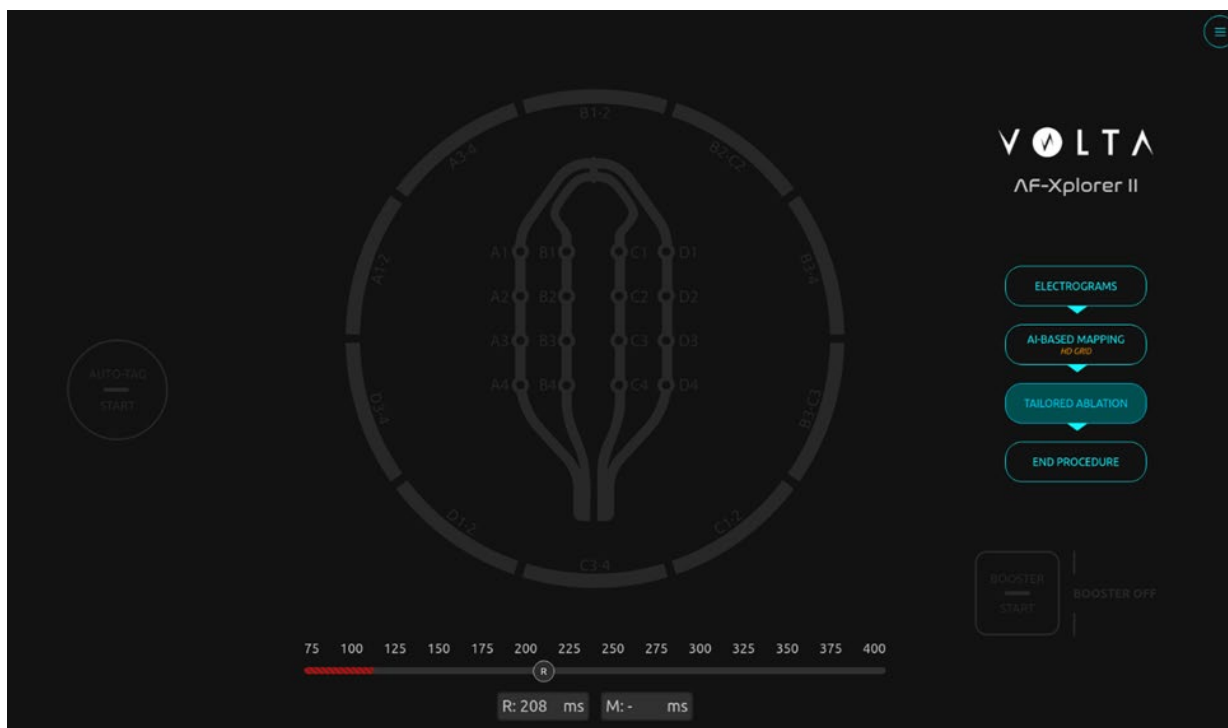 VOLTA
AF-Xplorer II
ELECTROGRAMS
AI-BASED MAPPING
HD GRID
TAILORED ABLATION
END PROCEDURE
AUTO-TAG
START
B1-2
A3-4
B2-C2
A1-2
B3-4
D3-4
B3-C3
D1-2
C1-2
C3-4
A1 B1 C1 D1
A2 B2 C2 D2
A3 B3 C3 D3
A4 B4 C4 D4
BOOSTER
START
BOOSTER OFF
75 100 125 150 175 200 225 250 275 300 325 350 375 400
R
R: 208 ms M: - ms